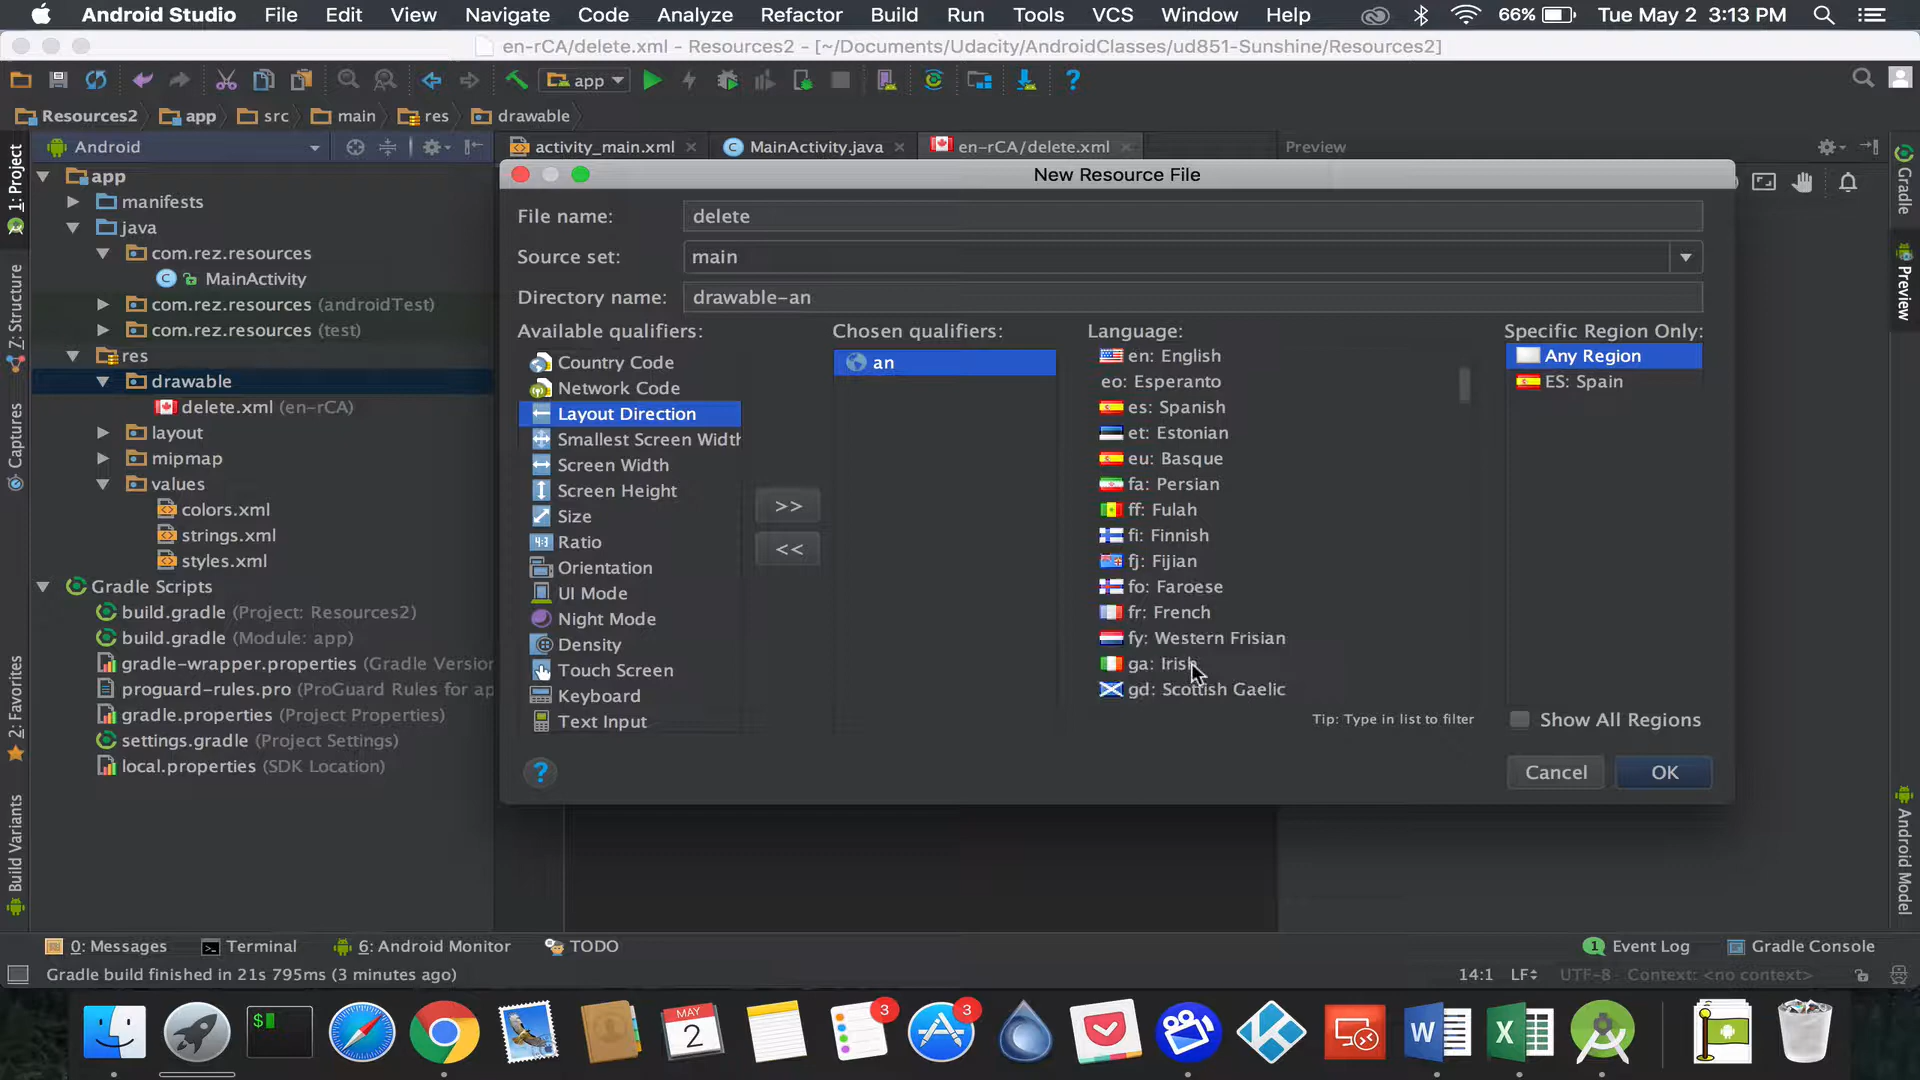 Android Studio File Edit View Navigate Code Analyze Refactor Build Run Tools VCS Window Help 66% Tue May 2 3:13 PM
en-rCA/delete.xml - Resources2 - [~/Documents/Udacity/AndroidClasses/ud851-Sunshine/Resources2]
app
Resources2 app src main res drawable
Android
activity_main.xml MainActivity.java en-rCA/delete.xml Preview
1: Project
Z: Structure
Captures
2: Favorites
Build Variants
app
manifests
java
com.rez.resources
MainActivity
com.rez.resources (androidTest)
com.rez.resources (test)
res
drawable
delete.xml (en-rCA)
layout
mipmap
values
colors.xml
strings.xml
styles.xml
Gradle Scripts
build.gradle (Project: Resources2)
build.gradle (Module: app)
gradle-wrapper.properties (Gradle Version
proguard-rules.pro (ProGuard Rules for ap
gradle.properties (Project Properties)
settings.gradle (Project Settings)
local.properties (SDK Location)
New Resource File
File name: delete
Source set: main
Directory name: drawable-an
Available qualifiers:
Country Code
Network Code
Layout Direction
Smallest Screen Width
Screen Width
Screen Height
Size
Ratio
Orientation
UI Mode
Night Mode
Density
Touch Screen
Keyboard
Text Input
>>
<<
Chosen qualifiers:
an
Language:
en: English
eo: Esperanto
es: Spanish
et: Estonian
eu: Basque
fa: Persian
ff: Fulah
fi: Finnish
fj: Fijian
fo: Faroese
fr: French
fy: Western Frisian
ga: Irish
gd: Scottish Gaelic
Tip: Type in list to filter
Specific Region Only:
Any Region
ES: Spain
Show All Regions
Cancel OK
Gradle
Preview
Android Model
0: Messages Terminal 6: Android Monitor TODO 1 Event Log Gradle Console
Gradle build finished in 21s 795ms (3 minutes ago) 14:1 LF UTF-8 Context: <no context>
MAY
2
3
3